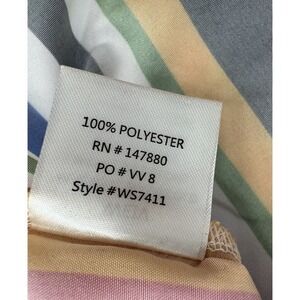 100% POLYESTER
RN # 147880
PO # VV 8
Style #WS7411